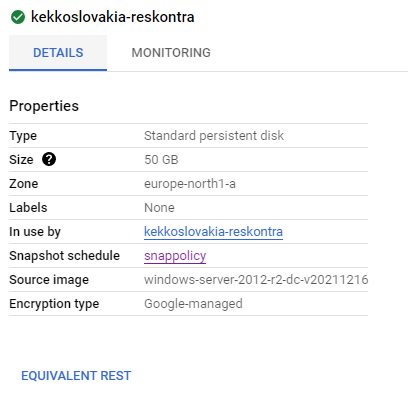 kekkoslovakia-reskontra
DETAILS MONITORING
Properties
Type Standard persistent disk
Size ? 50 GB
Zone europe-north1-a
Labels None
In use by kekkoslovakia-reskontra
Snapshot schedule snappolicy
Source image windows-server-2012-r2-dc-v20211216
Encryption type Google-managed
EQUIVALENT REST